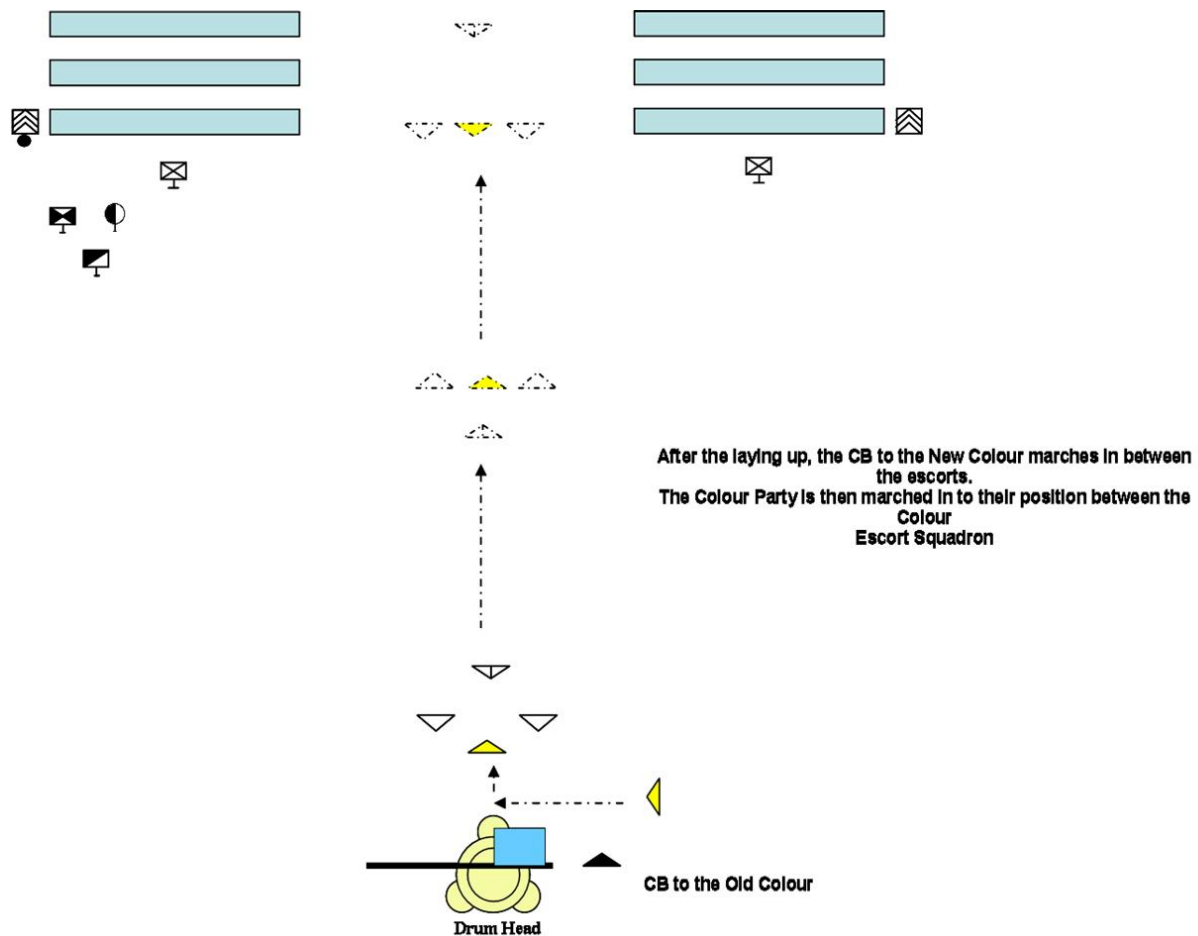 After the laying up, the CB to the New Colour marches in between
the escorts.
The Colour Party is then marched in to their position between the
Colour
Escort Squadron
CB to the Old Colour
Drum Head